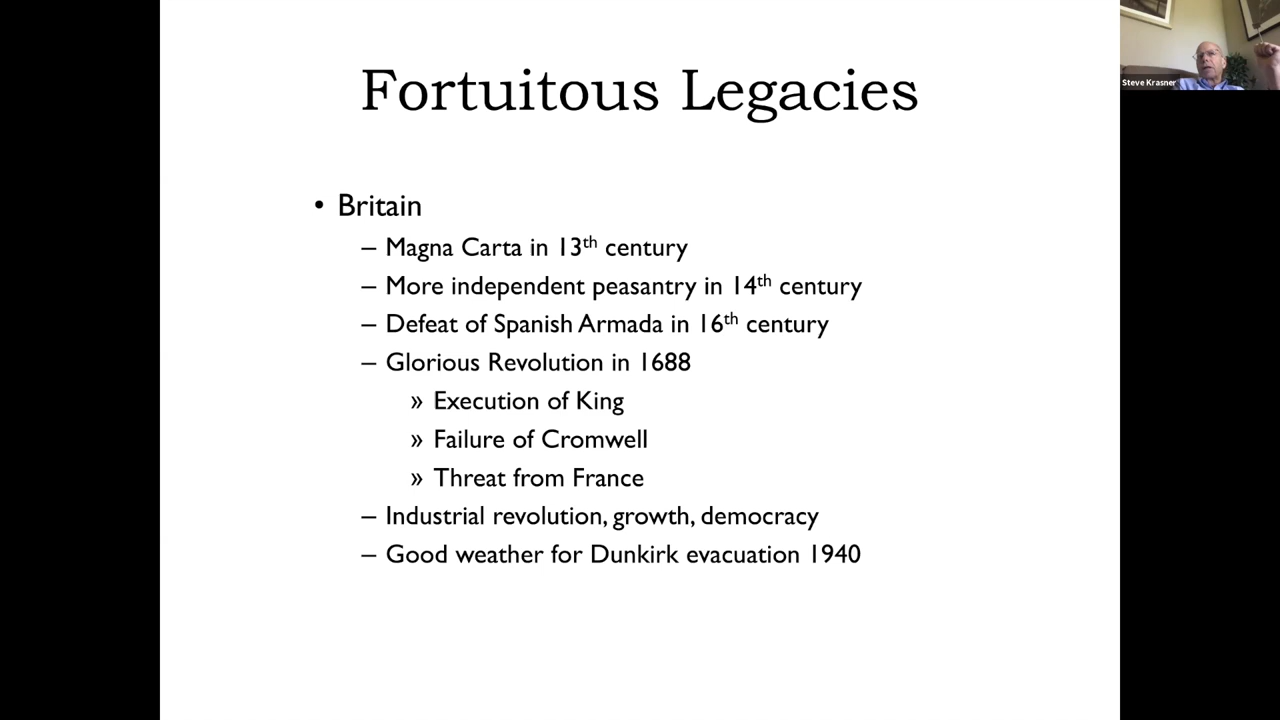 Fortuitous Legacies
Steve Krasner
• Britain
– Magna Carta in 13th century
– More independent peasantry in 14th century
– Defeat of Spanish Armada in 16th century
– Glorious Revolution in 1688
» Execution of King
» Failure of Cromwell
» Threat from France
– Industrial revolution, growth, democracy
– Good weather for Dunkirk evacuation 1940